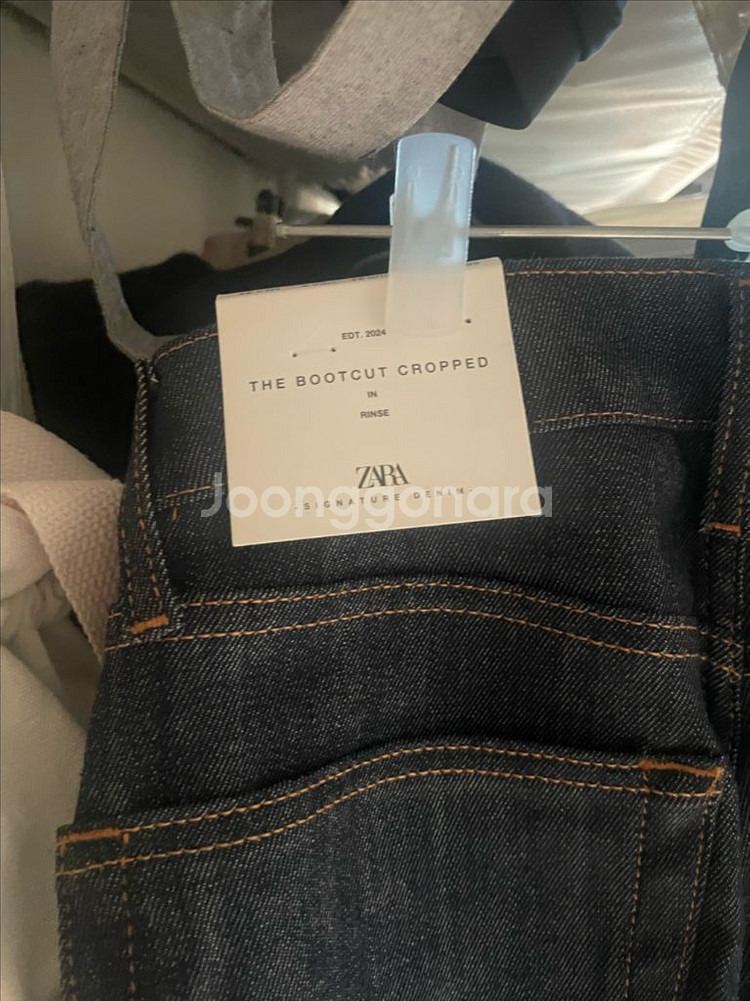 EDT. 2024
THE BOOTCUT CROPPED
IN
RINSE
ZARA
-SIGNATURE DENIM-
Joonggonara